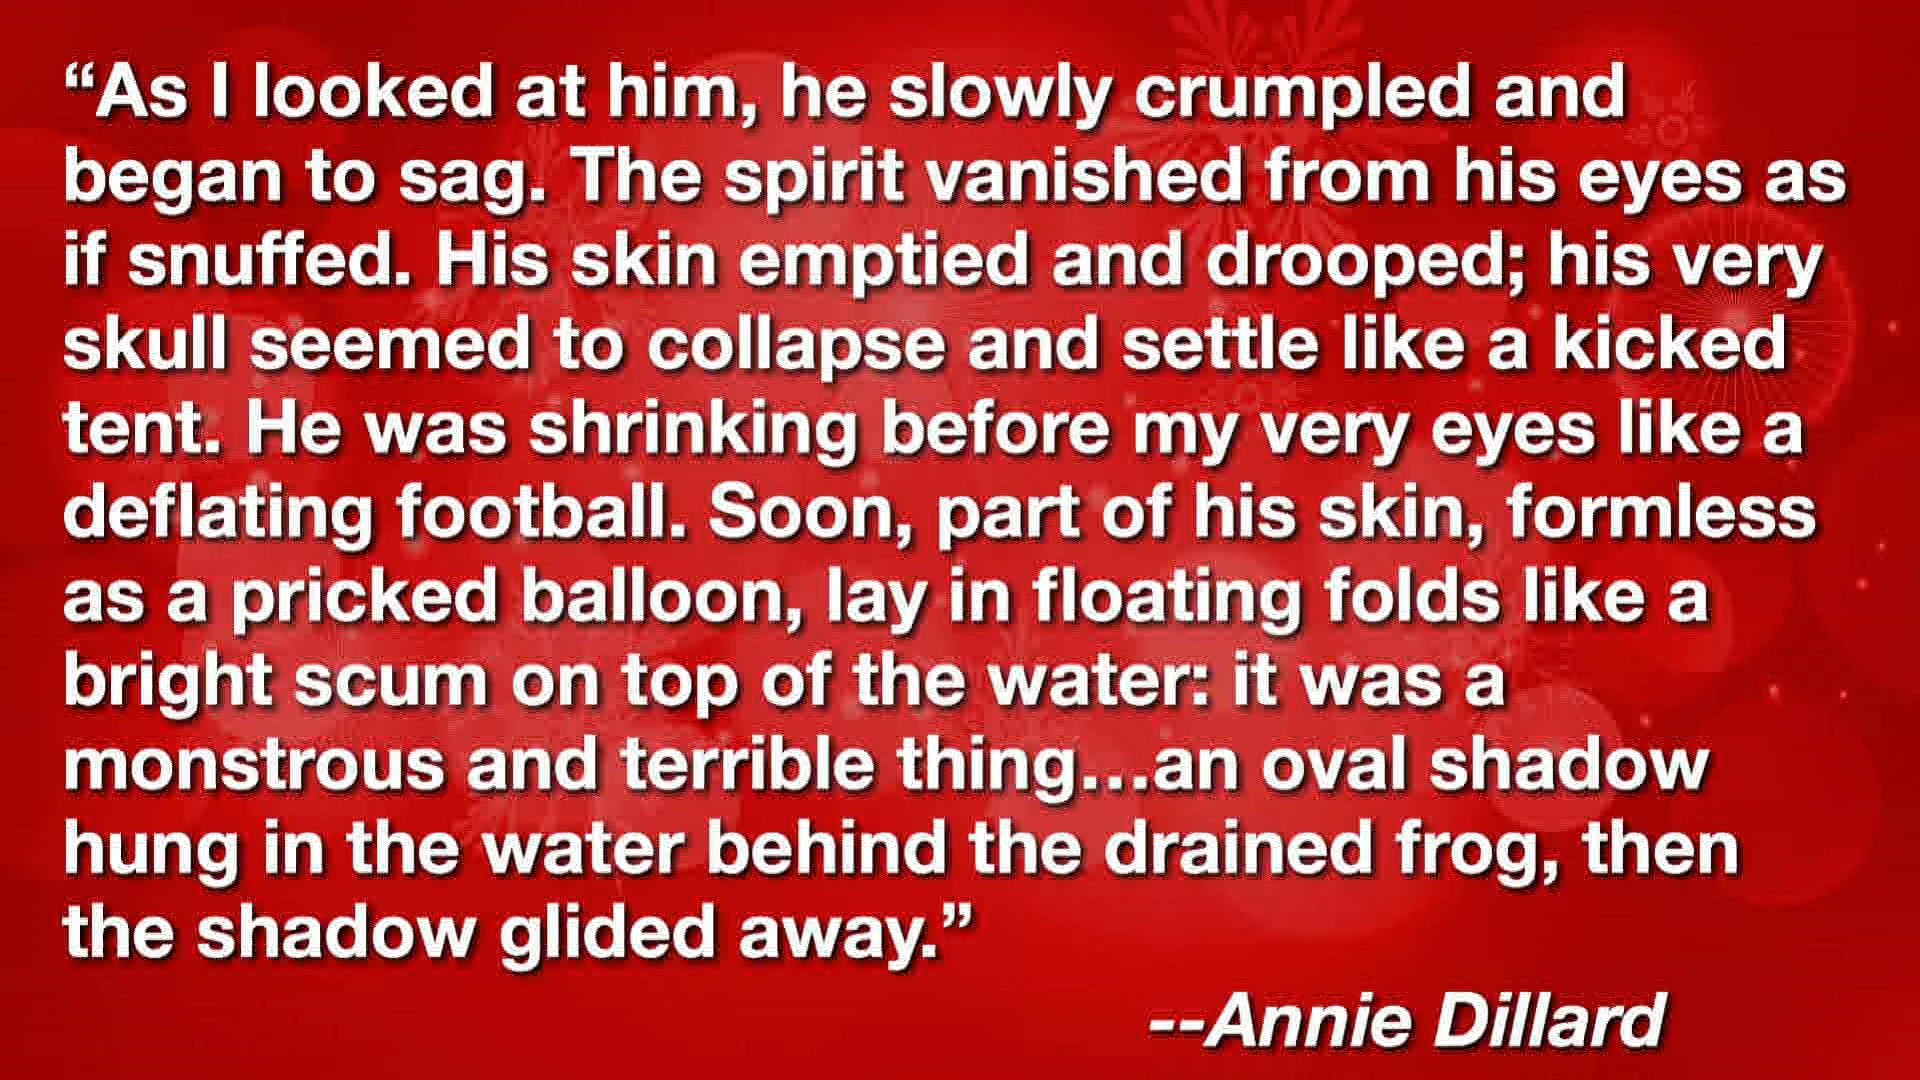 “As I looked at him, he slowly crumpled and
began to sag. The spirit vanished from his eyes as
if snuffed. His skin emptied and drooped; his very
skull seemed to collapse and settle like a kicked
tent. He was shrinking before my very eyes like a
deflating football. Soon, part of his skin, formless
as a pricked balloon, lay in floating folds like a
bright scum on top of the water: it was a
monstrous and terrible thing...an oval shadow
hung in the water behind the drained frog, then
the shadow glided away.”
--Annie Dillard